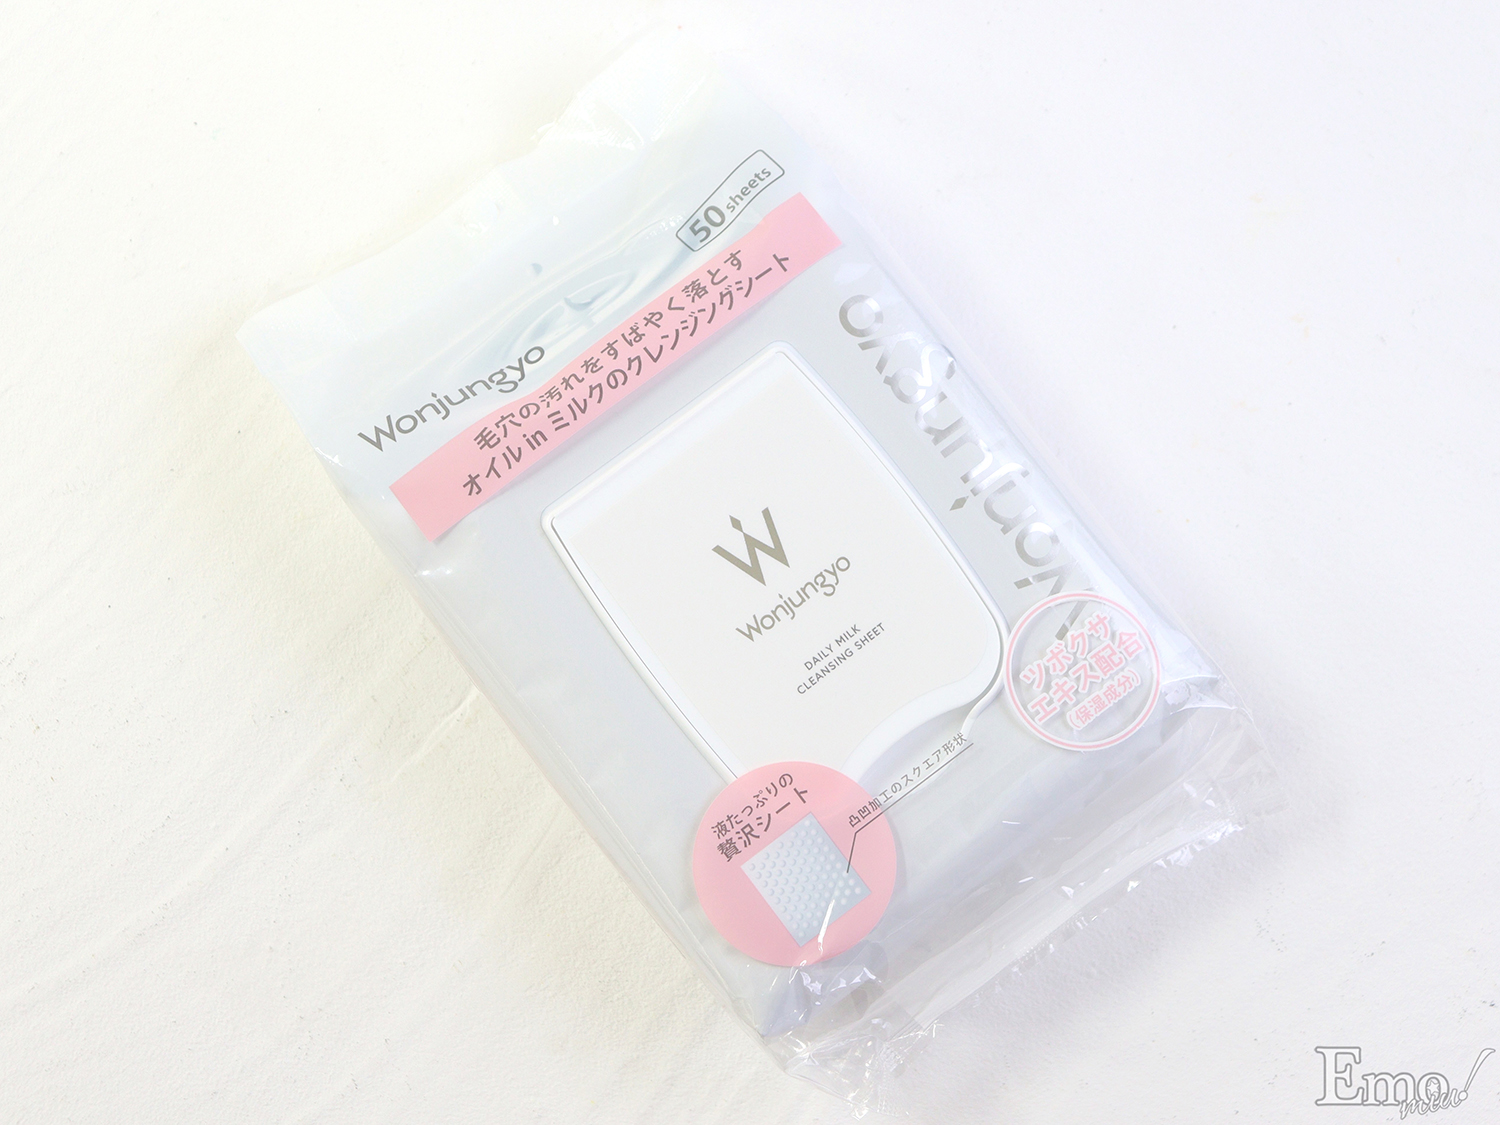 50 sheets
Wonjungyo
毛穴の汚れをすばやく落とす
オイル in ミルクのクレンジングシート
Wonjungyo
W
Wonjungyo
DAILY MILK
CLEANSING SHEET
ツボクサ
エキス配合
(保湿成分)
液たっぷりの
贅沢シート
凸凹加工のスクエア形状
Emo!
miu